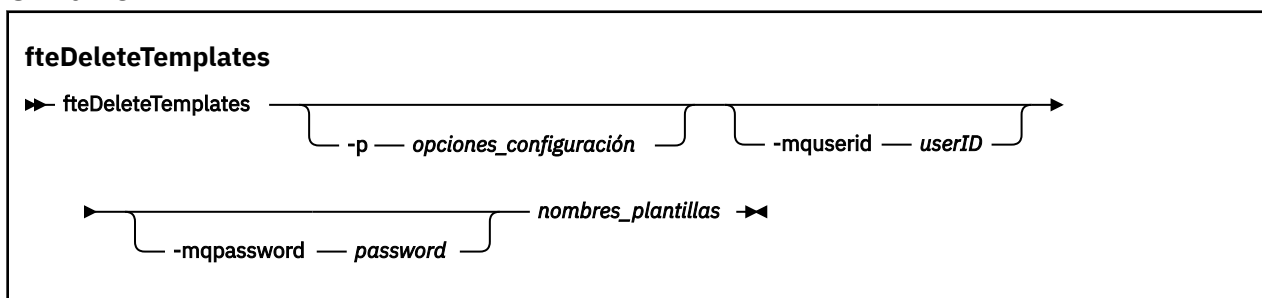 fteDeleteTemplates
fteDeleteTemplates
-p opciones_configuración
-mquserid userID
nombres_plantillas
-mqpassword password